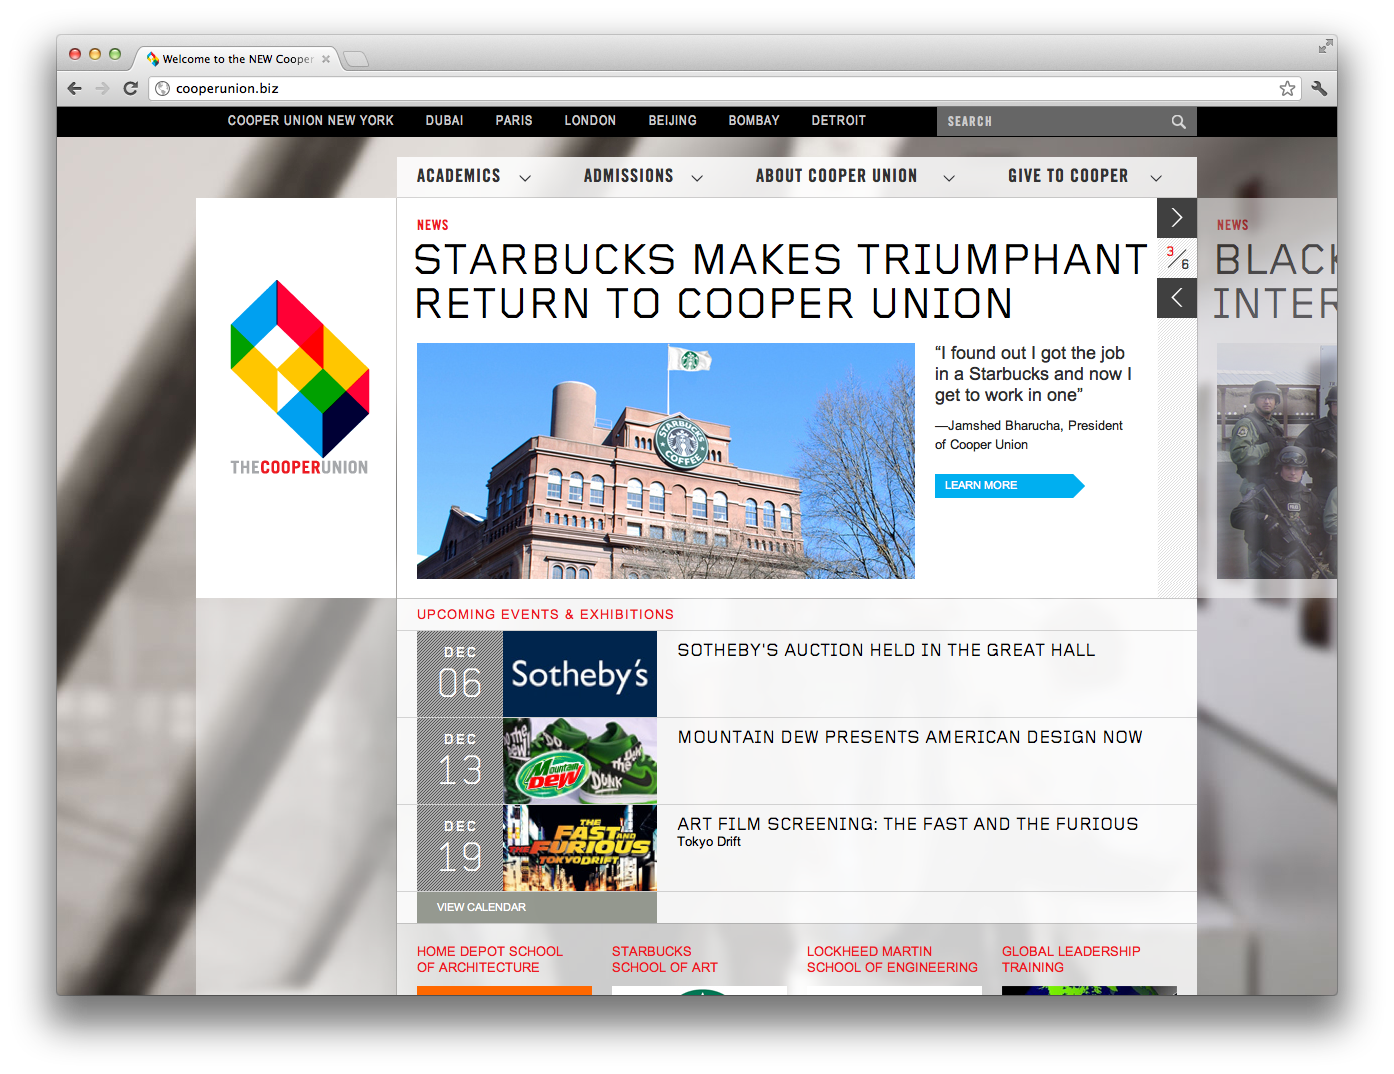 Welcome to the NEW Cooper
cooperunion.biz
COOPER UNION NEW YORK DUBAI PARIS LONDON BEIJING BOMBAY DETROIT SEARCH
ACADEMICS ADMISSIONS ABOUT COOPER UNION GIVE TO COOPER
NEWS
STARBUCKS MAKES TRIUMPHANT
RETURN TO COOPER UNION
3/6
NEWS
BLACK
INTER
THECOOPERUNION
STARBUCKS
COFFEE
“I found out I got the job
in a Starbucks and now I
get to work in one”
—Jamshed Bharucha, President
of Cooper Union
LEARN MORE
UPCOMING EVENTS & EXHIBITIONS
DEC
06
Sotheby's
SOTHEBY'S AUCTION HELD IN THE GREAT HALL
DEC
13
Mountain
DEW
DUNK
MOUNTAIN DEW PRESENTS AMERICAN DESIGN NOW
DEC
19
THE
FAST AND
THE FURIOUS
TOKYO DRIFT
ART FILM SCREENING: THE FAST AND THE FURIOUS
Tokyo Drift
VIEW CALENDAR
HOME DEPOT SCHOOL
OF ARCHITECTURE
STARBUCKS
SCHOOL OF ART
LOCKHEED MARTIN
SCHOOL OF ENGINEERING
GLOBAL LEADERSHIP
TRAINING